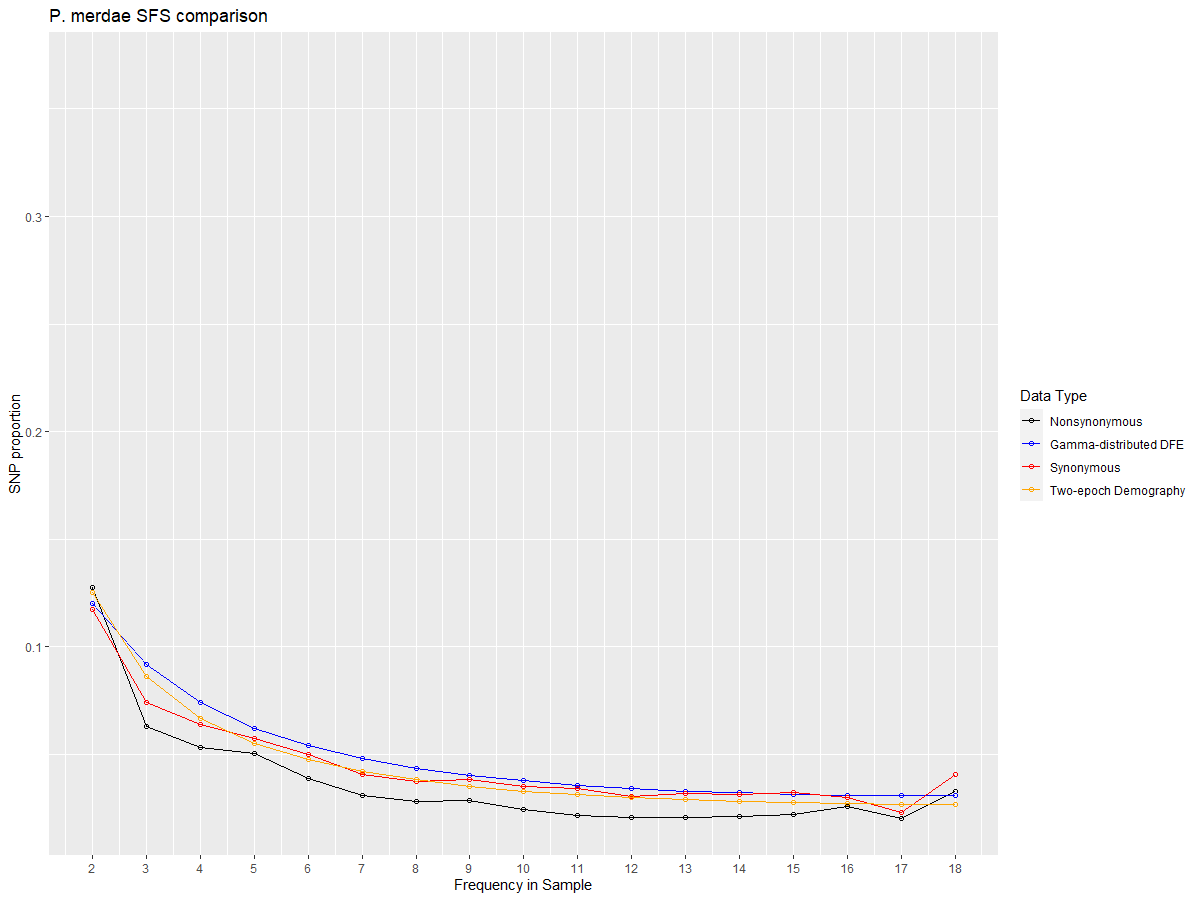 P. merdae SFS comparison
SNP proportion
0.3
0.2
0.1
2 3 4 5 6 7 8 9 10 11 12 13 14 15 16 17 18
Frequency in Sample
Data Type
Nonsynonymous
Gamma-distributed DFE
Synonymous
Two-epoch Demography